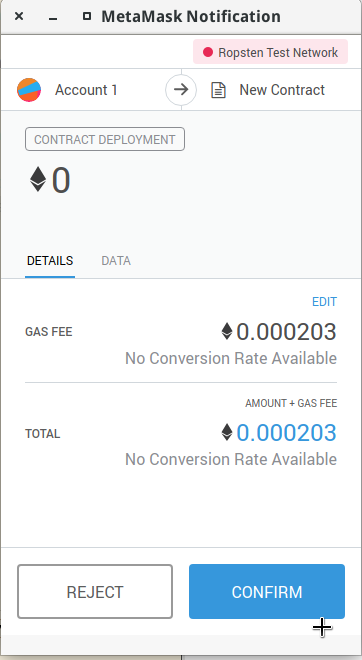 MetaMask Notification
Ropsten Test Network
Account 1
New Contract
CONTRACT DEPLOYMENT
0
DETAILS
DATA
EDIT
GAS FEE
0.000203
No Conversion Rate Available
AMOUNT + GAS FEE
TOTAL
0.000203
No Conversion Rate Available
REJECT
CONFIRM